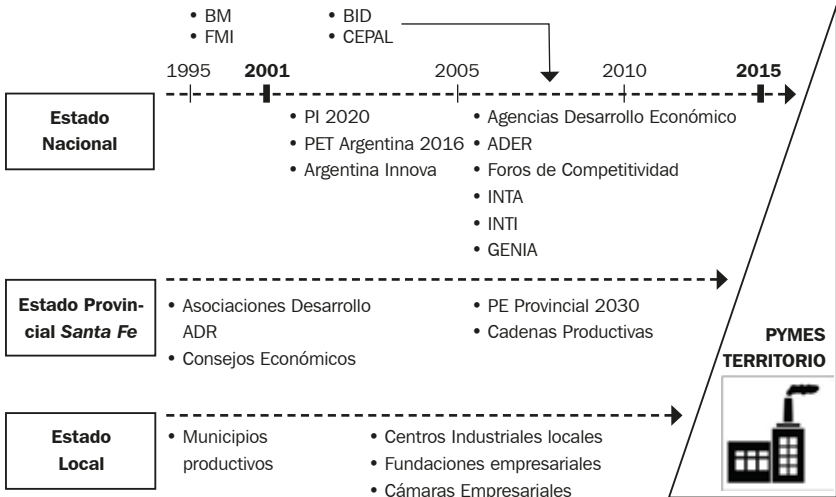 • BM
• FMI
• BID
• CEPAL
1995 2001 2005 2010 2015
Estado
Nacional
• PI 2020
• PET Argentina 2016
• Argentina Innova
• Agencias Desarrollo Económico
• ADER
• Foros de Competitividad
• INTA
• INTI
• GENIA
Estado Provin-
cial Santa Fe
• Asociaciones Desarrollo
ADR
• Consejos Económicos
• PE Provincial 2030
• Cadenas Productivas
PYMES
TERRITORIO
Estado
Local
• Municipios
productivos
• Centros Industriales locales
• Fundaciones empresariales
• Cámaras Empresariales